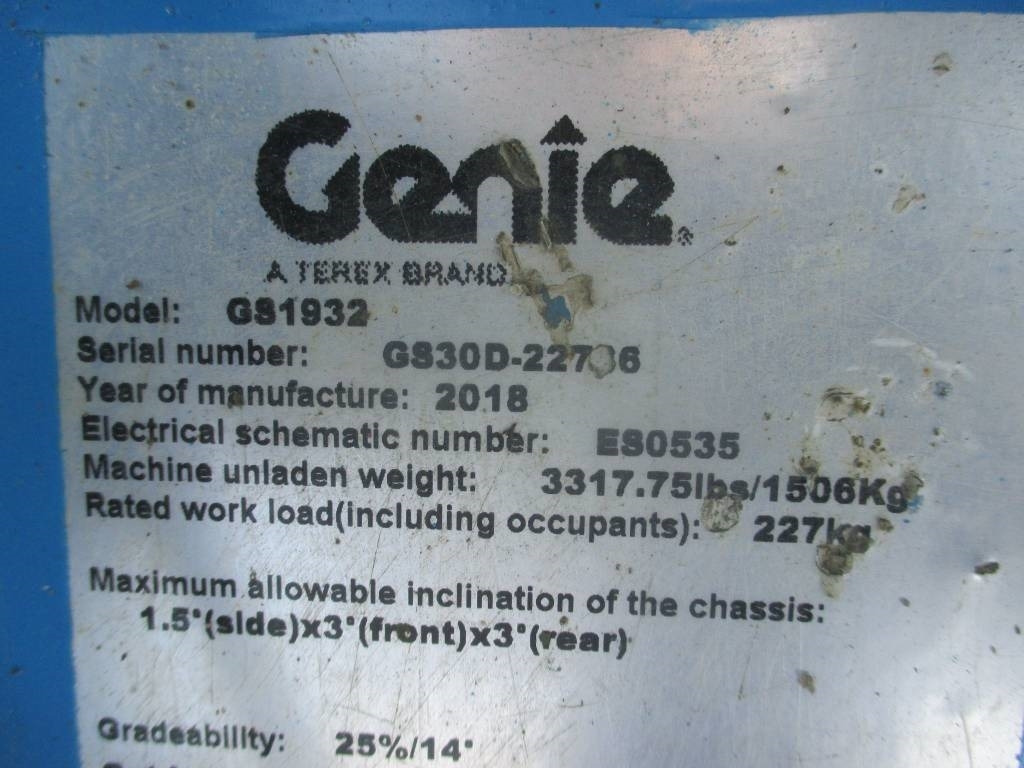 Genie
A TEREX BRAND
Model: GS1932
Serial number:
Year of manufacture: 2018
Electrical schematic number: ES0535
Machine unladen weight: 3317.75lbs/1506Kg
Rated work load(including occupants): 227kg
Maximum allowable inclination of the chassis:
1.5°(side)x3°(front)x3°(rear)
Gradeability: 25%/14°